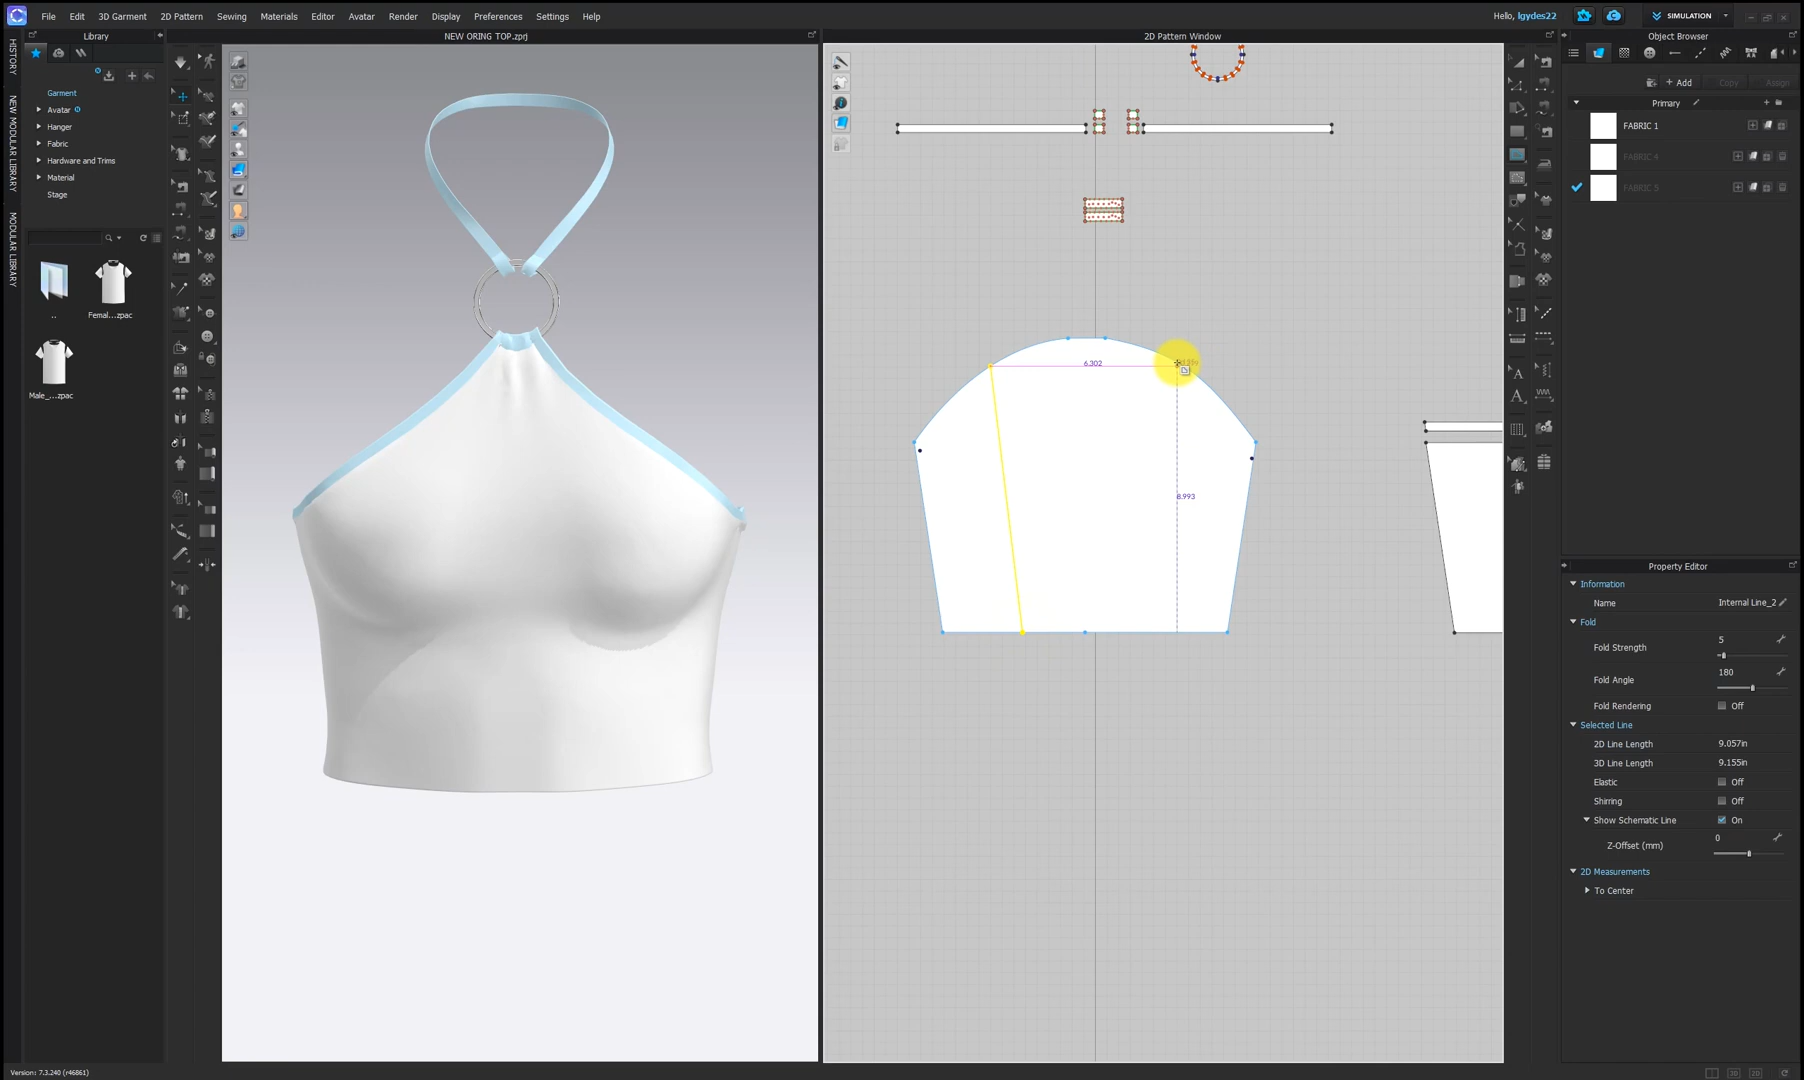 File Edit 3D Garment 2D Pattern Sewing Materials Editor Avatar Render Display Preferences Settings Help
Hello, lgydes22
SIMULATION
Library
NEW ORING TOP.zprj
2D Pattern Window
Object Browser
HISTORY
NEW MODULAR LIBRARY
MODULAR LIBRARY
Garment
Avatar
Hanger
Fabric
Hardware and Trims
Material
Stage
..
Femal...zpac
Male_...zpac
6.302
8.993
Add Copy Assign
Primary
FABRIC 1
FABRIC 4
FABRIC 5
Property Editor
Information
Name Internal Line_2
Fold
Fold Strength 5
Fold Angle 180
Fold Rendering Off
Selected Line
2D Line Length 9.057in
3D Line Length 9.155in
Elastic Off
Shirring Off
Show Schematic Line On
Z-Offset (mm) 0
2D Measurements
To Center
Version: 7.3.240 (r46861)
3D 2D